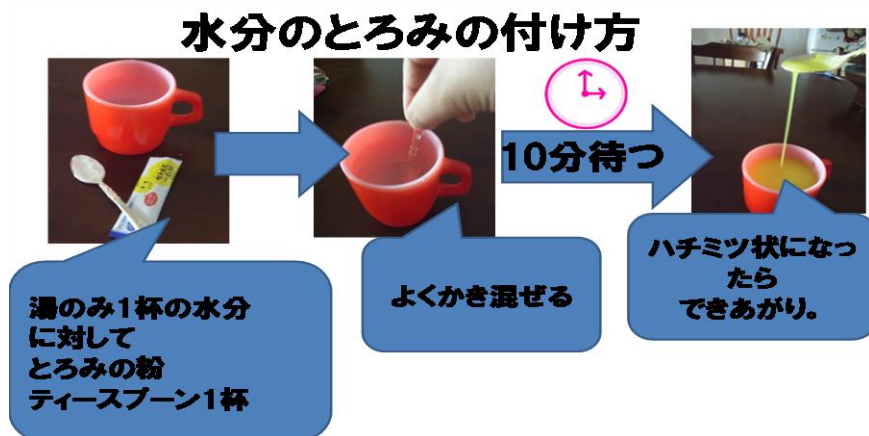 水分のとろみの付け方
10分待つ
湯のみ1杯の水分
に対して
とろみの粉
ティースプーン1杯
よくかき混ぜる
ハチミツ状になっ
たら
できあがり。